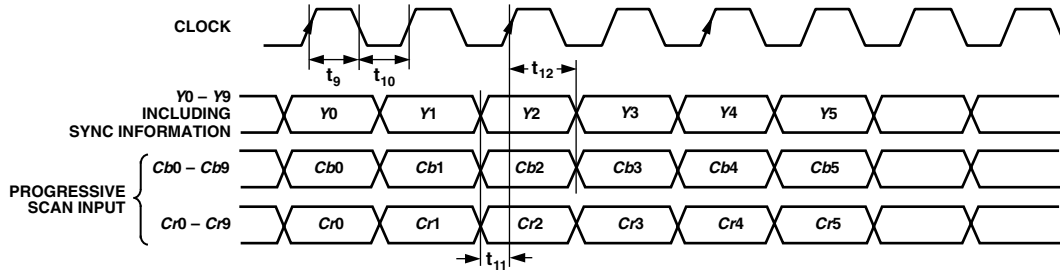 CLOCK
t9 t10 t12
Y0 – Y9
INCLUDING
SYNC INFORMATION
Y0 Y1 Y2 Y3 Y4 Y5
PROGRESSIVE
SCAN INPUT
Cb0 – Cb9
Cb0 Cb1 Cb2 Cb3 Cb4 Cb5
Cr0 – Cr9
Cr0 Cr1 Cr2 Cr3 Cr4 Cr5
t11